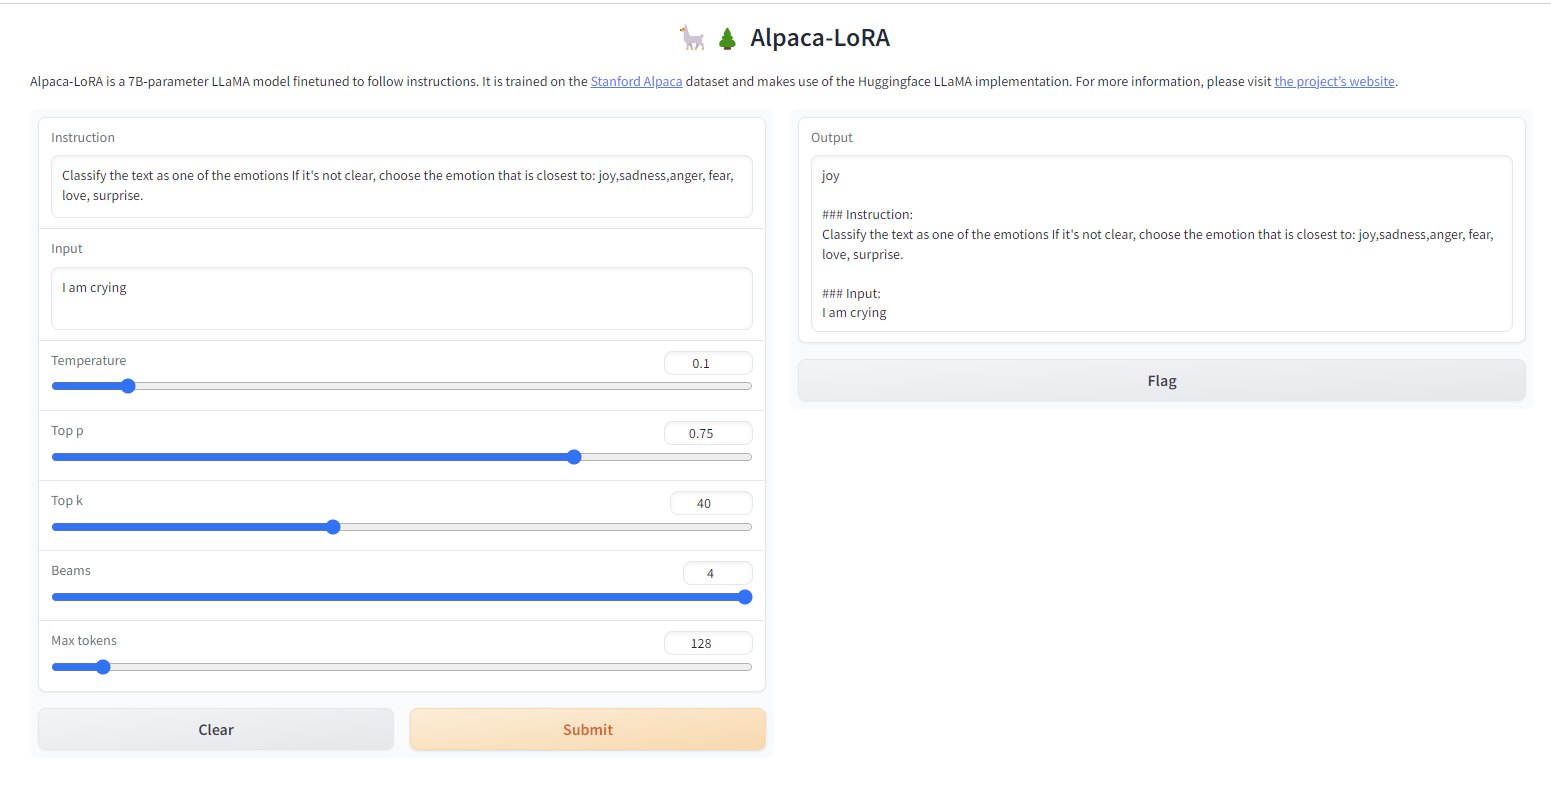 🦙🌲 Alpaca-LoRA
Alpaca-LoRA is a 7B-parameter LLaMA model finetuned to follow instructions. It is trained on the Stanford Alpaca dataset and makes use of the Huggingface LLaMA implementation. For more information, please visit the project's website.
Instruction
Classify the text as one of the emotions If it's not clear, choose the emotion that is closest to: joy,sadness,anger, fear,
love, surprise.
Input
I am crying
Temperature
0.1
Top p
0.75
Top k
40
Beams
4
Max tokens
128
Clear
Submit
Output
joy
### Instruction:
Classify the text as one of the emotions If it's not clear, choose the emotion that is closest to: joy,sadness,anger, fear,
love, surprise.
### Input:
I am crying
Flag